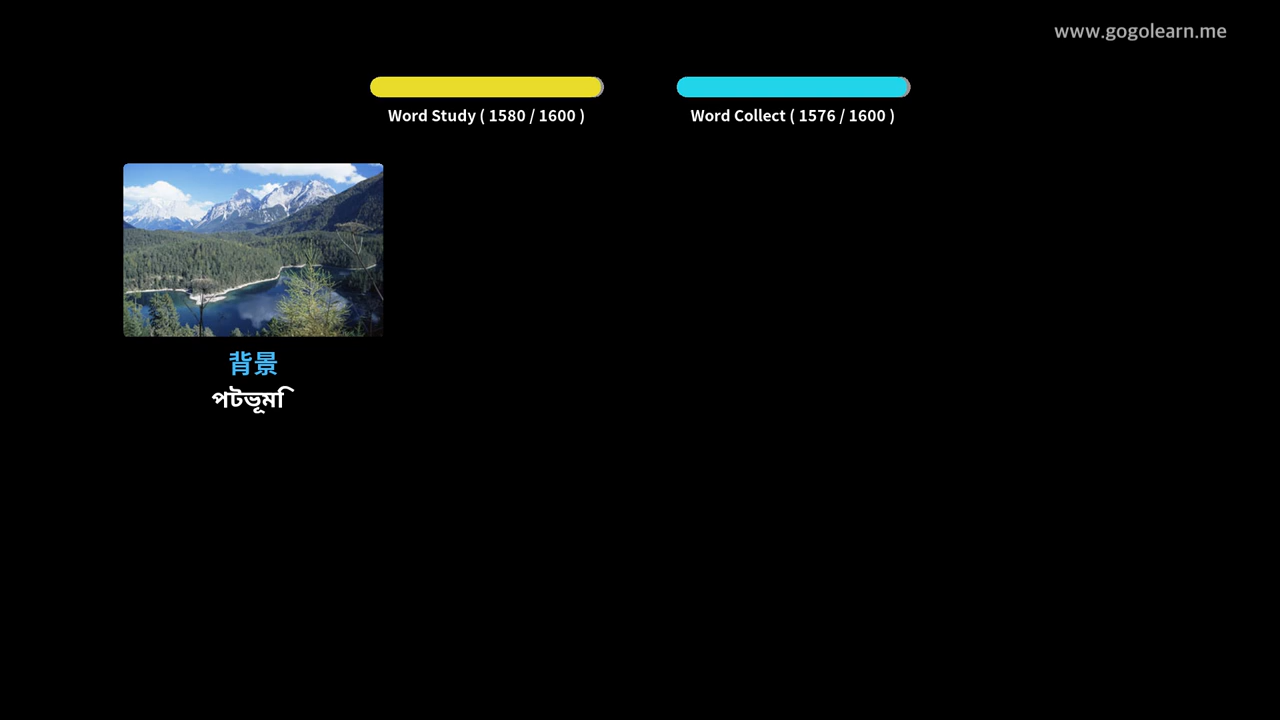 www.gogolearn.me
Word Study ( 1580 / 1600 )
Word Collect ( 1576 / 1600 )
背景
পটভূমি